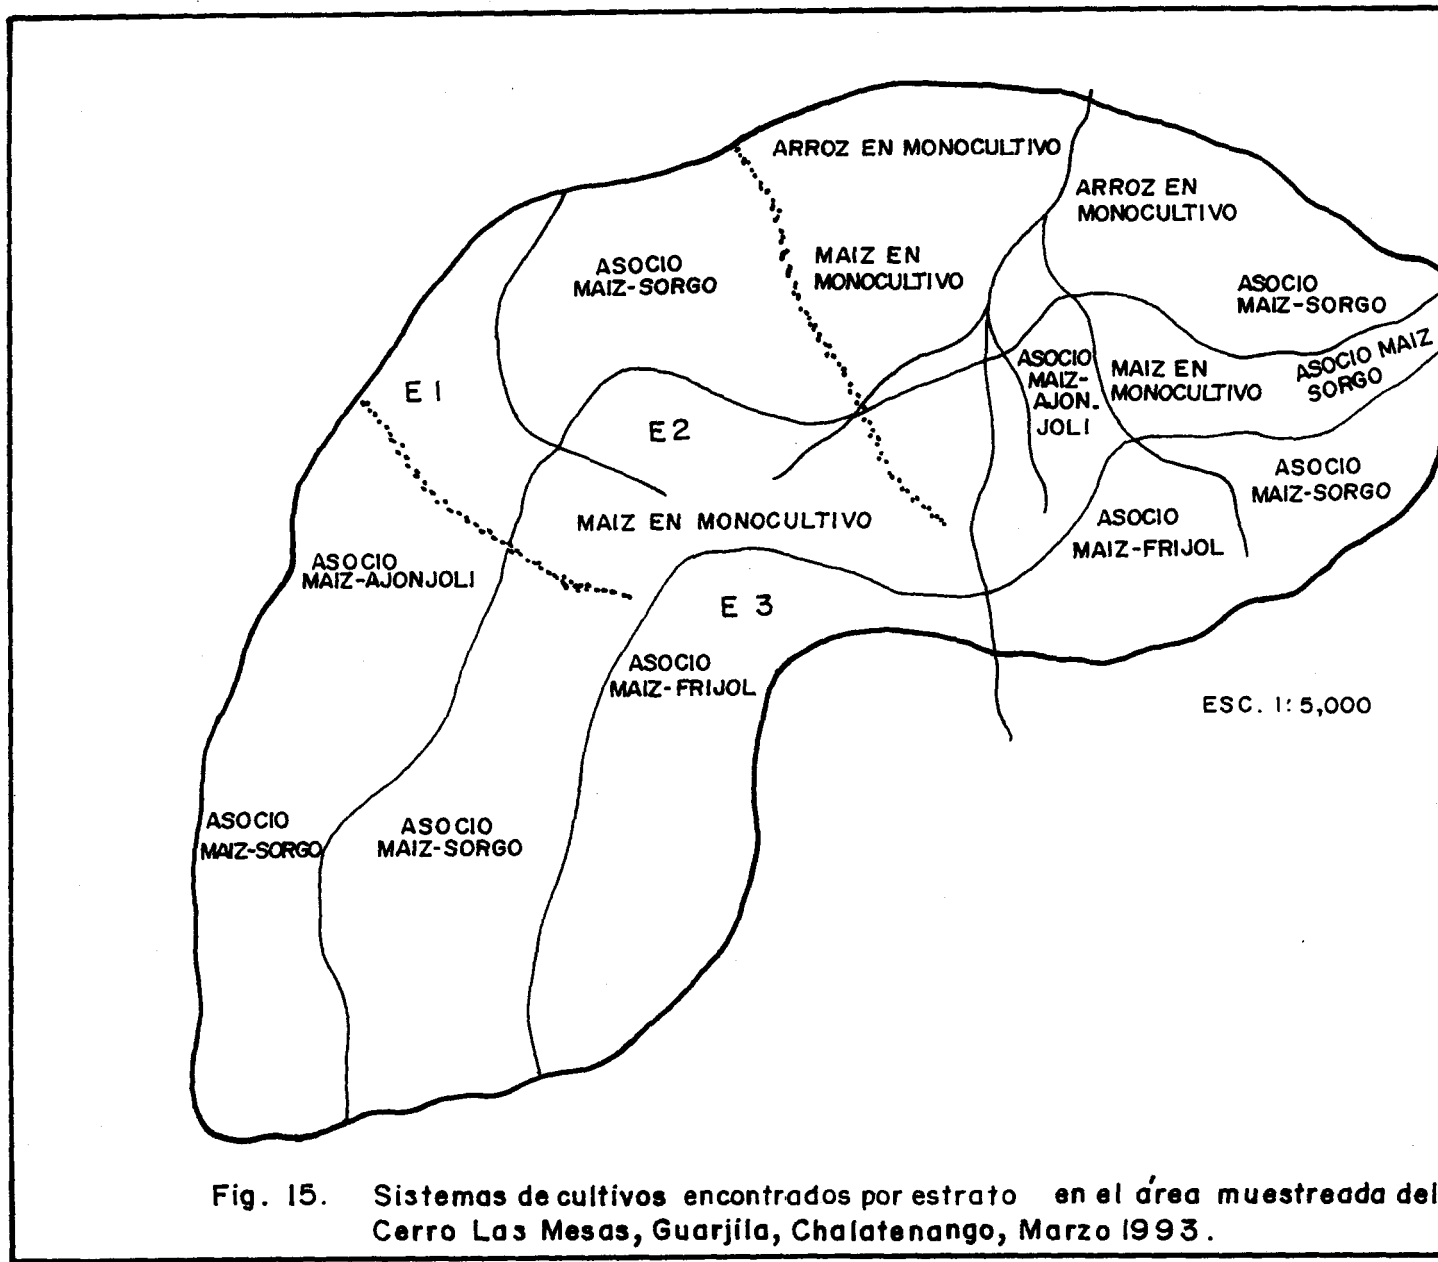 ARROZ EN MONOCULTIVO
ARROZ EN
MONOCULTIVO
ASOCIO
MAIZ-SORGO
MAIZ EN
MONOCULTIVO
ASOCIO
MAIZ-SORGO
E 1
E 2
ASOCIO
MAIZ-
AJON-
JOLI
MAIZ EN
MONOCULTIVO
ASOCIO MAIZ
SORGO
ASOCIO
MAIZ-SORGO
MAIZ EN MONOCULTIVO
ASOCIO
MAIZ-FRIJOL
ASOCIO
MAIZ-AJONJOLI
E 3
ASOCIO
MAIZ-FRIJOL
ESC. 1:5,000
ASOCIO
MAIZ-SORGO
ASOCIO
MAIZ-SORGO
Fig. 15. Sistemas de cultivos encontrados por estrato en el área muestreada del
Cerro Las Mesas, Guarjila, Chalatenango, Marzo 1993.